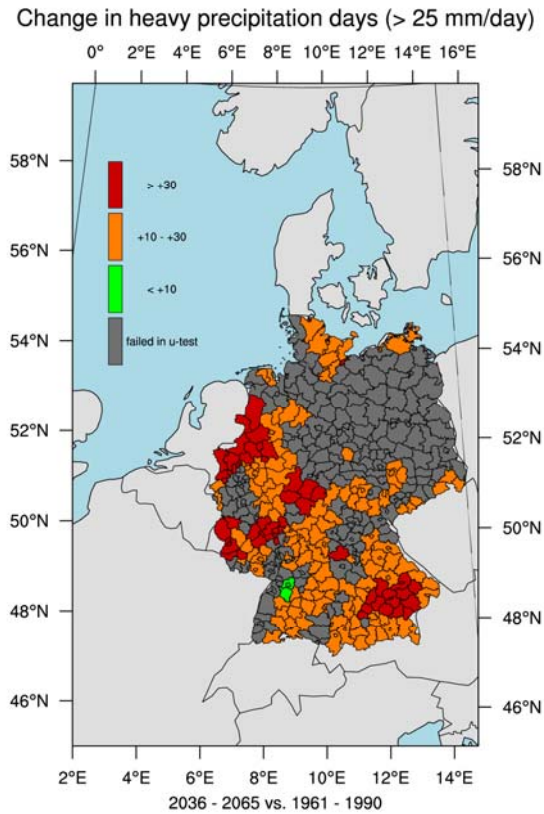 Change in heavy precipitation days (> 25 mm/day)
0° 2°E 4°E 6°E 8°E 10°E 12°E 14°E 16°E
58°N 58°N
> +30
+10 - +30
56°N 56°N
< +10
failed in u-test
54°N 54°N
52°N 52°N
50°N 50°N
48°N 48°N
46°N 46°N
2°E 4°E 6°E 8°E 10°E 12°E 14°E
2036 - 2065 vs. 1961 - 1990